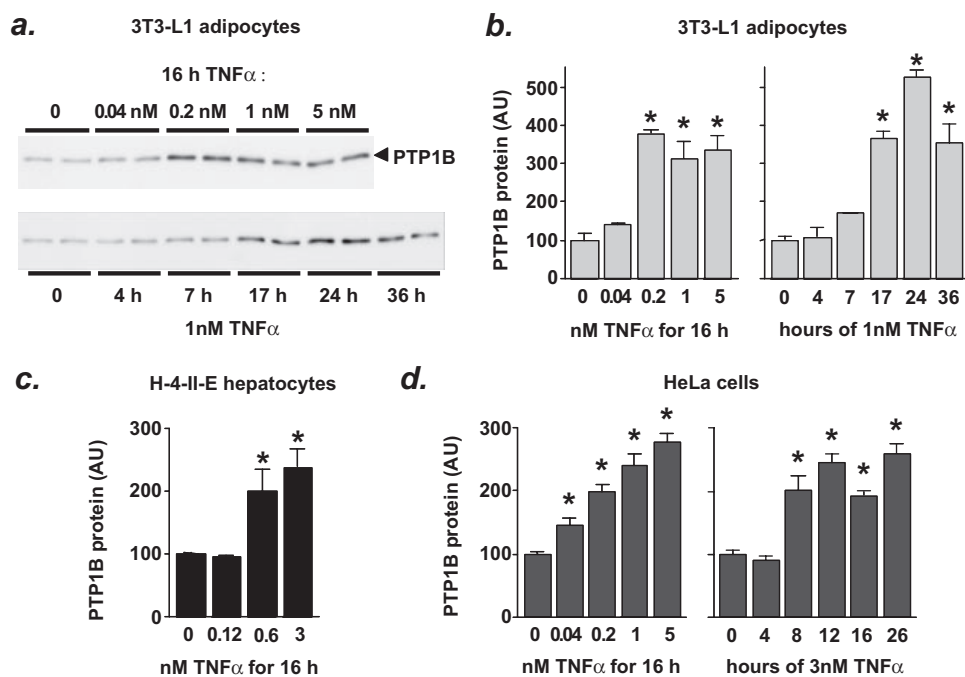 a.
3T3-L1 adipocytes
16 h TNFα :
0 0.04 nM 0.2 nM 1 nM 5 nM
PTP1B
0 4 h 7 h 17 h 24 h 36 h
1nM TNFα
b.
3T3-L1 adipocytes
PTP1B protein (AU)
500
400
300
200
100
0
* * * * * *
0 0.04 0.2 1 5
nM TNFα for 16 h
0 4 7 17 24 36
hours of 1nM TNFα
c.
H-4-II-E hepatocytes
PTP1B protein (AU)
300
200
100
0
* *
0 0.12 0.6 3
nM TNFα for 16 h
d.
HeLa cells
PTP1B protein (AU)
300
200
100
0
* * * * * * * *
0 0.04 0.2 1 5
nM TNFα for 16 h
0 4 8 12 16 26
hours of 3nM TNFα